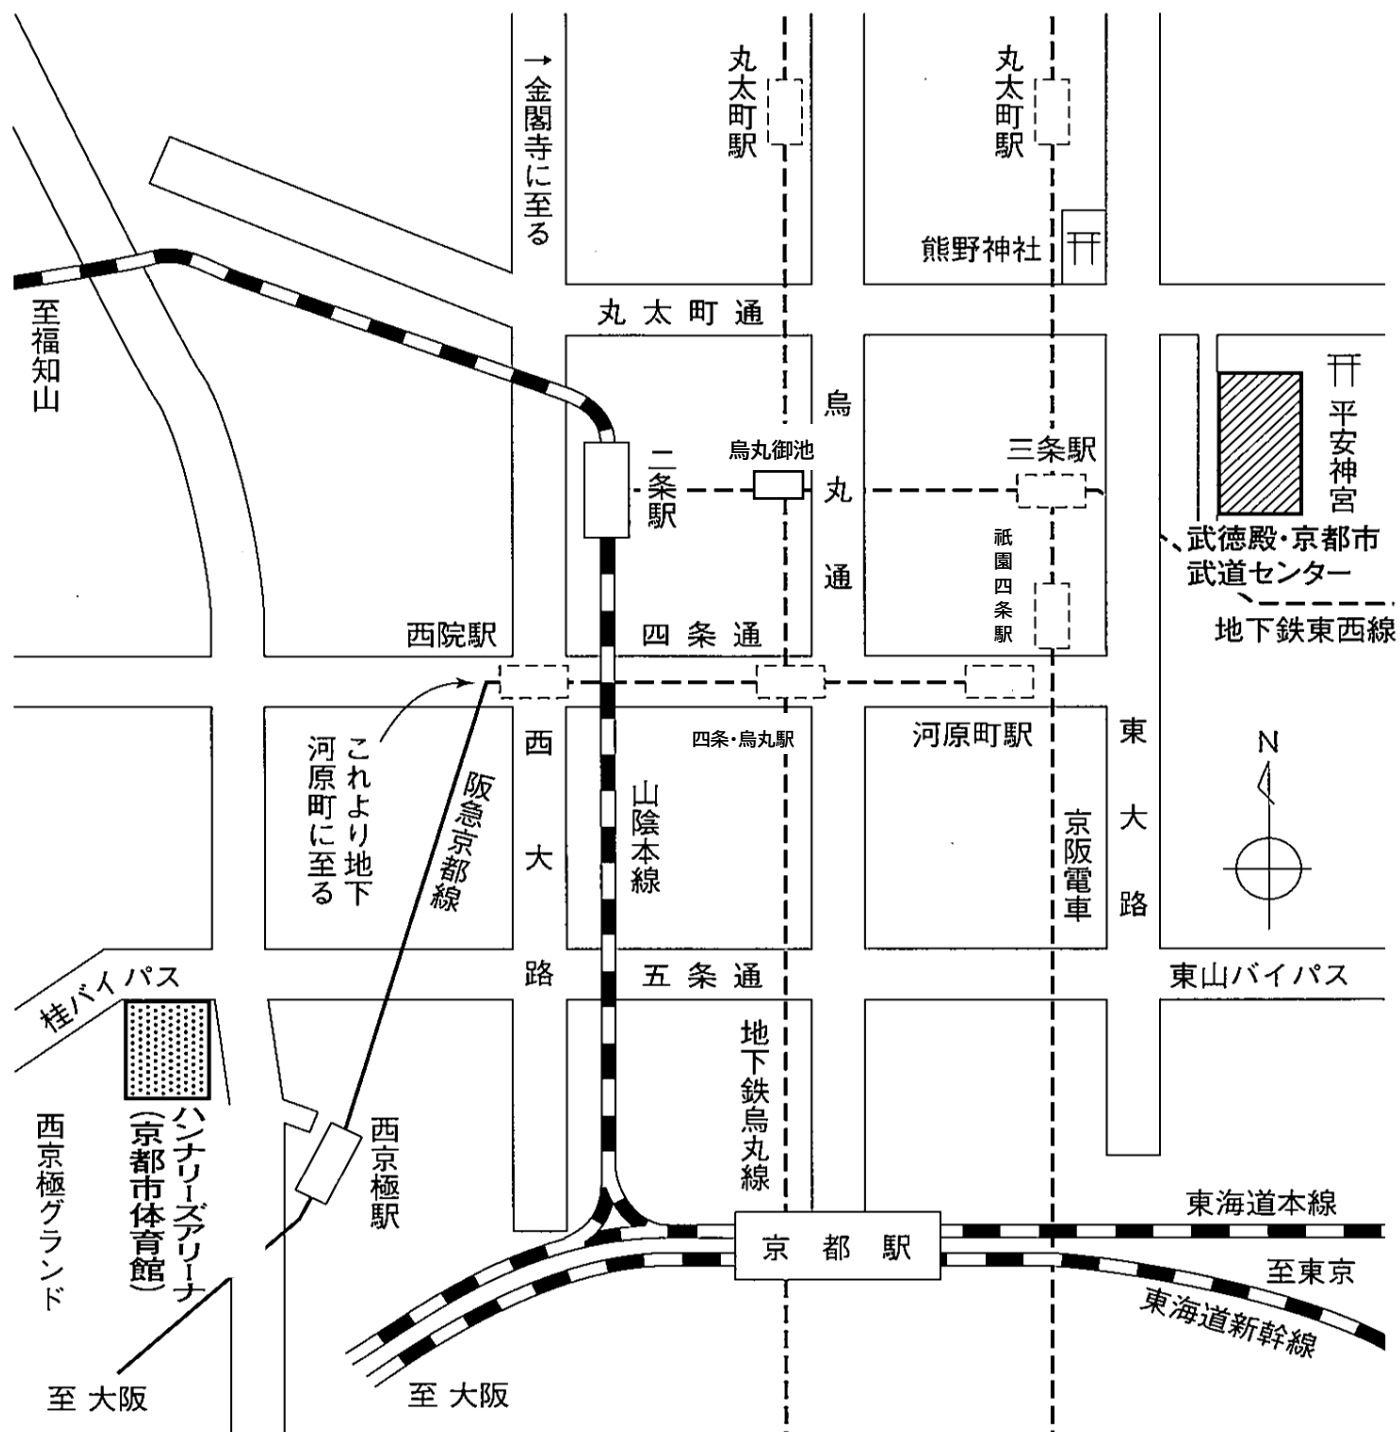 →金閣寺に至る
丸太町駅
丸太町駅
熊野神社
丸太町通
至福知山
烏丸通
二条駅
烏丸御池
三条駅
平安神宮
武徳殿・京都市
武道センター
地下鉄東西線
祇園四条駅
西院駅
四条通
四条・烏丸駅
河原町駅
これより地下
河原町に至る
阪急京都線
西大路
山陰本線
京阪電車
東大路
N
桂バイパス
五条通
東山バイパス
地下鉄烏丸線
ハンナリーズアリーナ
(京都市体育館)
西京極グランド
西京極駅
京都駅
東海道本線
至東京
東海道新幹線
至 大阪
至 大阪